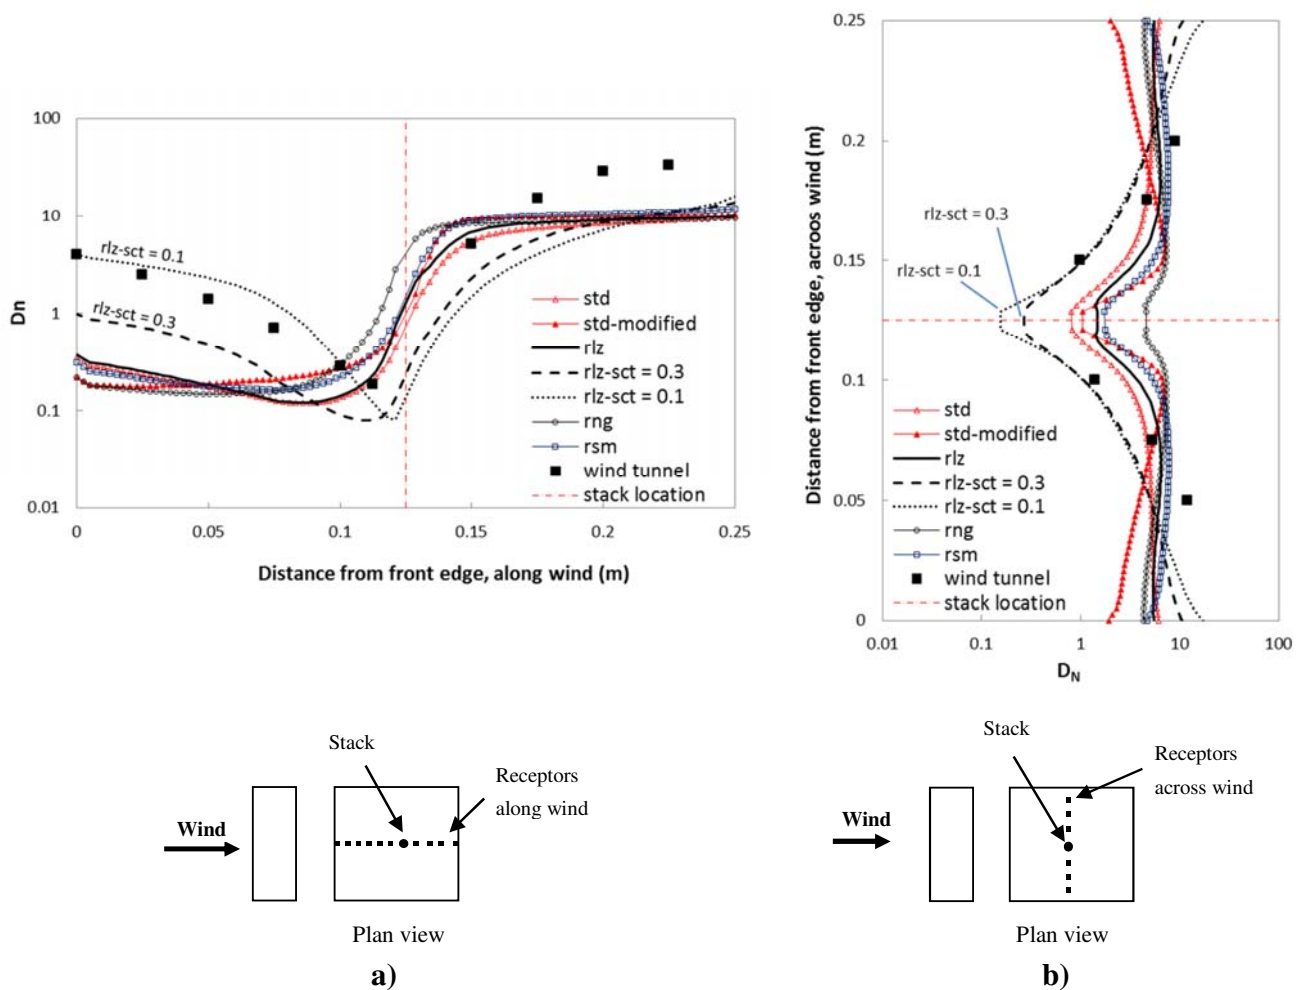 100
10
1
0.1
0.01
0
0.05
0.1
0.15
0.2
0.25
Dn
Distance from front edge, along wind (m)
rlz-sct = 0.1
rlz-sct = 0.3
std
std-modified
rlz
rlz-sct = 0.3
rlz-sct = 0.1
rng
rsm
wind tunnel
stack location
Stack
Receptors
along wind
Wind
Plan view
a)
0.25
0.2
0.15
0.1
0.05
0
0.01
0.1
1
10
100
Distance from front edge, acroos wind (m)
D_N
rlz-sct = 0.3
rlz-sct = 0.1
std
std-modified
rlz
rlz-sct = 0.3
rlz-sct = 0.1
rng
rsm
wind tunnel
stack location
Stack
Receptors
across wind
Wind
Plan view
b)